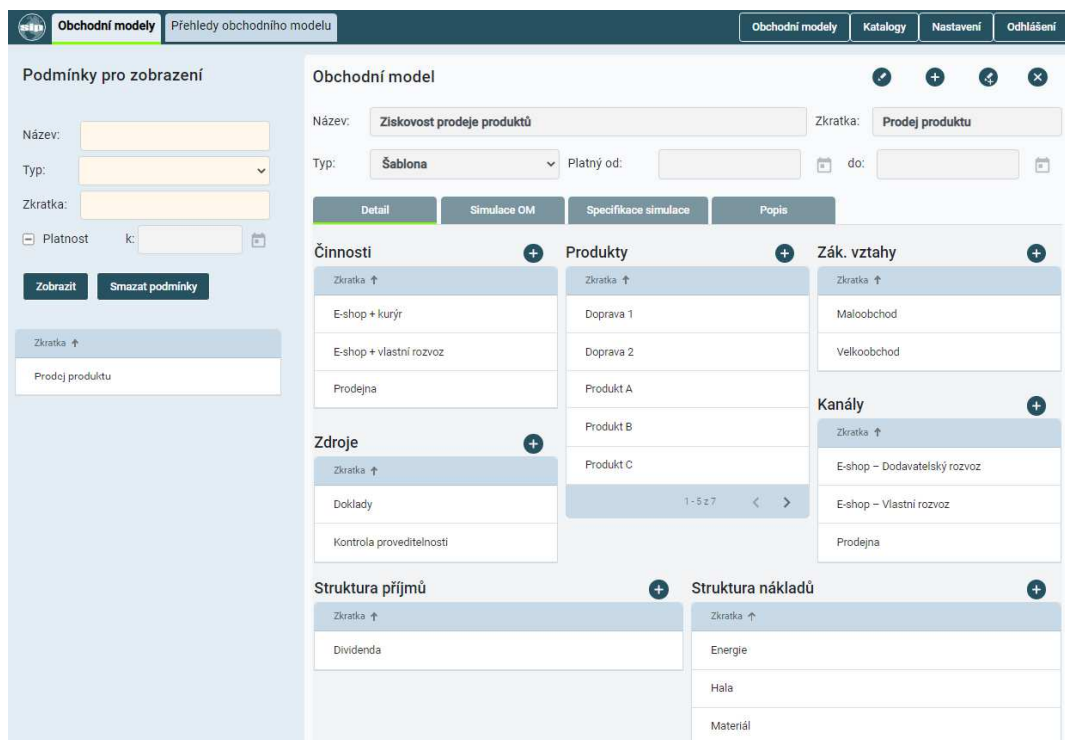 slp Obchodní modely Přehledy obchodního modelu Obchodní modely Katalogy Nastavení Odhlášení
Podmínky pro zobrazení
Název:
Typ:
Zkratka:
Platnost k:
Zobrazit Smazat podmínky
Zkratka ↑
Prodej produktu
Obchodní model
Název: Ziskovost prodeje produktů Zkratka: Prodej produktu
Typ: Šablona Platný od: do:
Detail Simulace OM Specifikace simulace Popis
Činnosti
Zkratka ↑
E-shop + kurýr
E-shop + vlastní rozvoz
Prodejna
Zdroje
Zkratka ↑
Doklady
Kontrola proveditelnosti
Produkty
Zkratka ↑
Doprava 1
Doprava 2
Produkt A
Produkt B
Produkt C
1 - 5 z 7
Zák. vztahy
Zkratka ↑
Maloobchod
Velkoobchod
Kanály
Zkratka ↑
E-shop – Dodavatelský rozvoz
E-shop – Vlastní rozvoz
Prodejna
Struktura příjmů
Zkratka ↑
Dividenda
Struktura nákladů
Zkratka ↑
Energie
Hala
Materiál